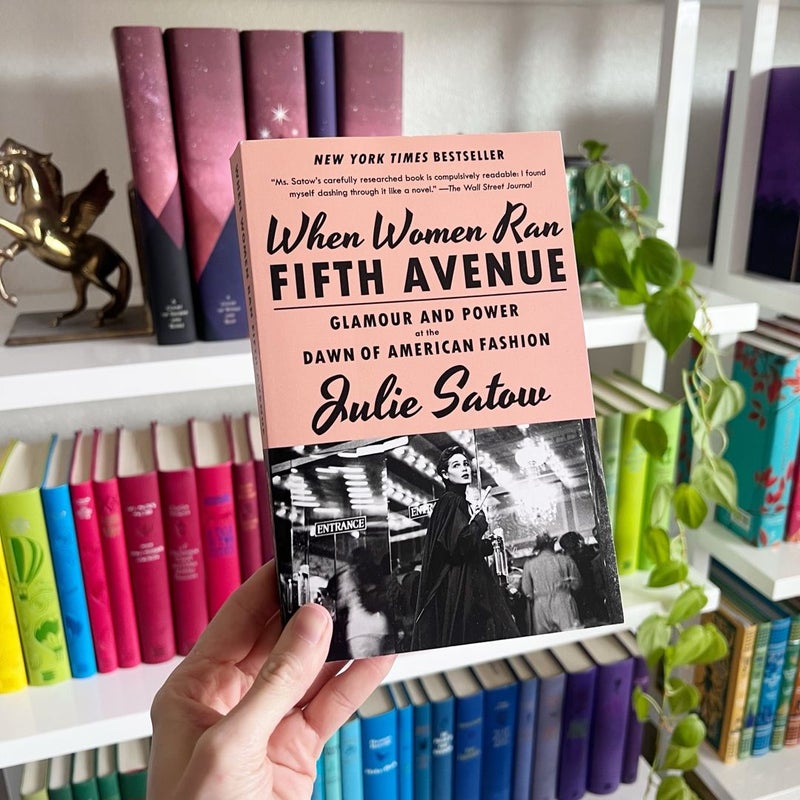 NEW YORK TIMES BESTSELLER
"Ms. Satow's carefully researched book is compulsively readable; I found
myself dashing through it like a novel." —The Wall Street Journal
When Women Ran
FIFTH AVENUE
GLAMOUR AND POWER
at the
DAWN OF AMERICAN FASHION
Julie Satow
ENTRANCE